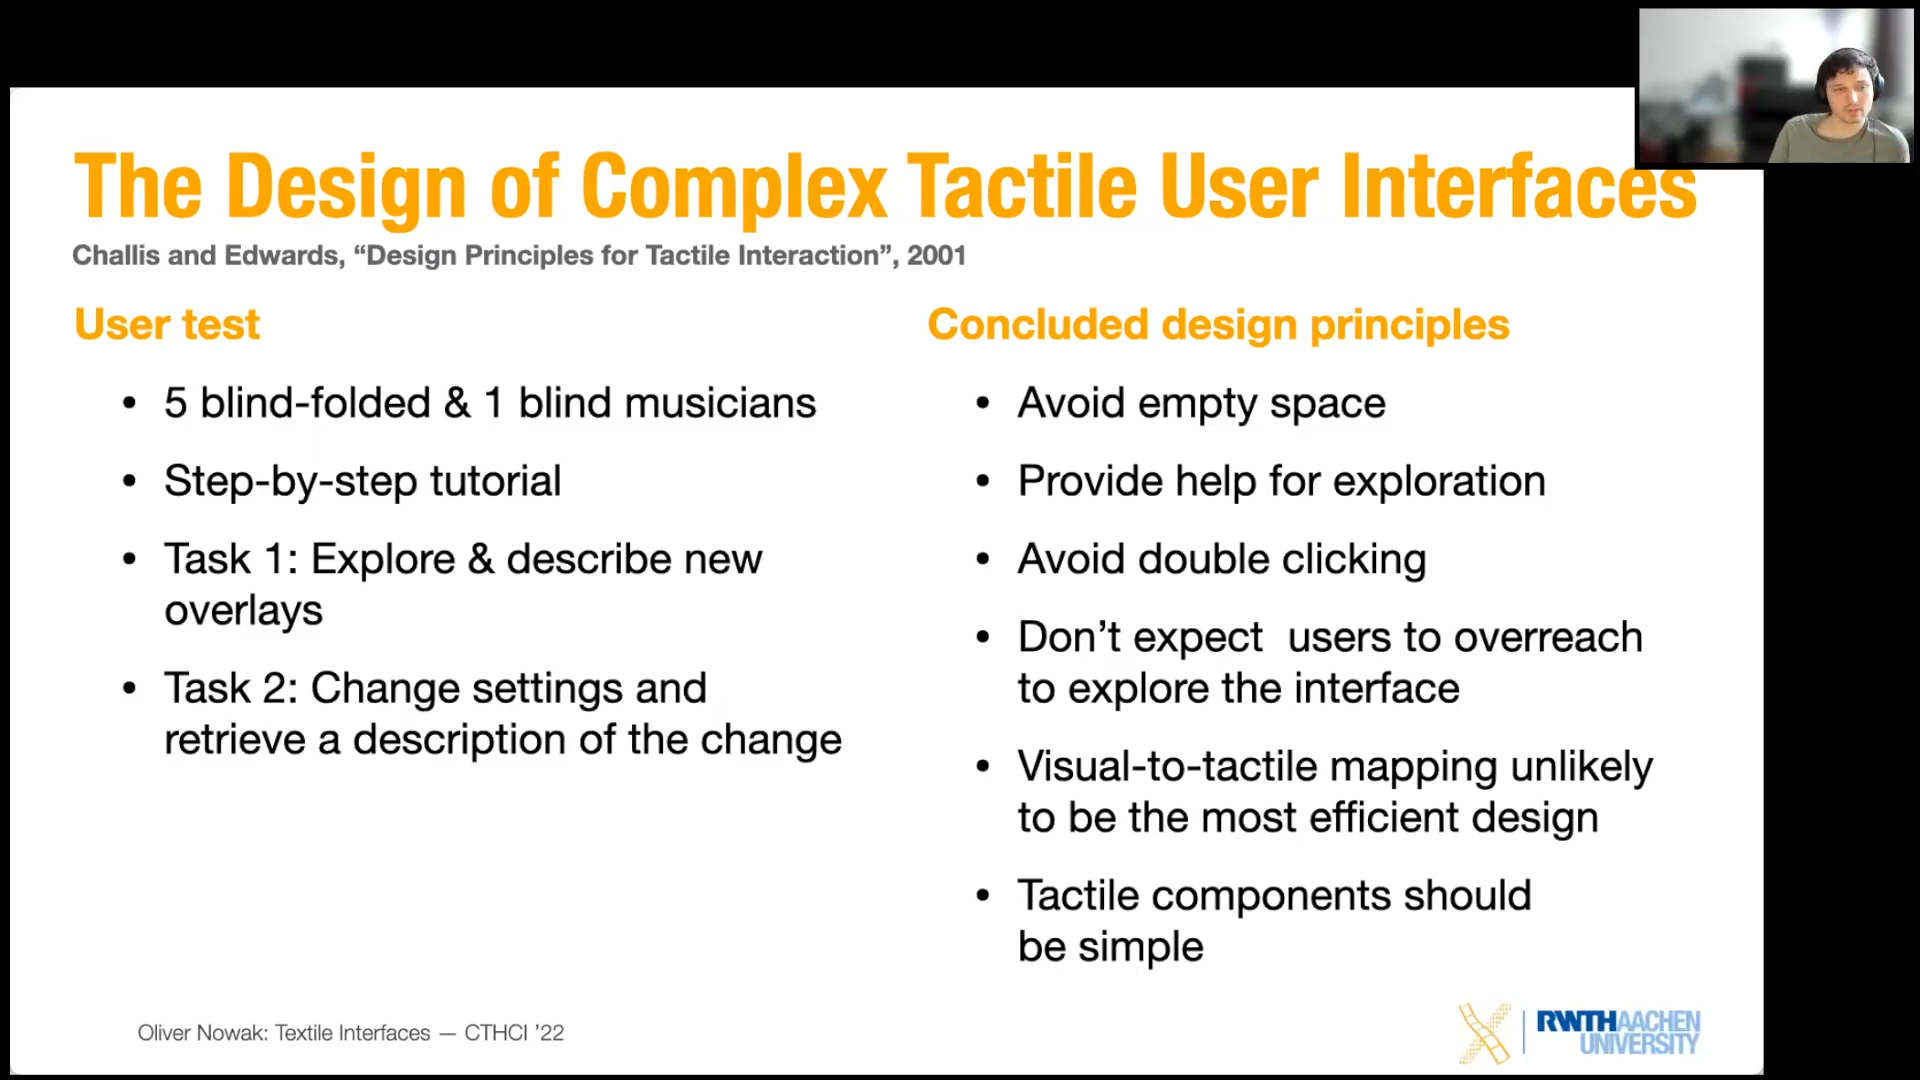 The Design of Complex Tactile User Interfaces
Challis and Edwards, “Design Principles for Tactile Interaction”, 2001
User test
• 5 blind-folded & 1 blind musicians
• Step-by-step tutorial
• Task 1: Explore & describe new
overlays
• Task 2: Change settings and
retrieve a description of the change
Concluded design principles
• Avoid empty space
• Provide help for exploration
• Avoid double clicking
• Don’t expect  users to overreach
to explore the interface
• Visual-to-tactile mapping unlikely
to be the most efficient design
• Tactile components should
be simple
Oliver Nowak: Textile Interfaces — CTHCI ’22
RWTHAACHEN
UNIVERSITY